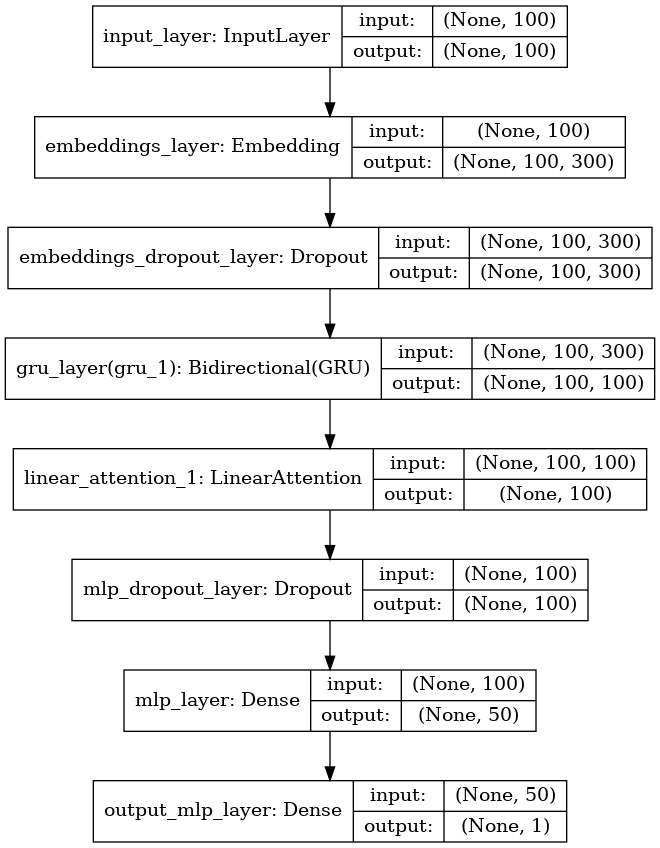 input_layer: InputLayer
input: (None, 100)
output: (None, 100)
embeddings_layer: Embedding
input: (None, 100)
output: (None, 100, 300)
embeddings_dropout_layer: Dropout
input: (None, 100, 300)
output: (None, 100, 300)
gru_layer(gru_1): Bidirectional(GRU)
input: (None, 100, 300)
output: (None, 100, 100)
linear_attention_1: LinearAttention
input: (None, 100, 100)
output: (None, 100)
mlp_dropout_layer: Dropout
input: (None, 100)
output: (None, 100)
mlp_layer: Dense
input: (None, 100)
output: (None, 50)
output_mlp_layer: Dense
input: (None, 50)
output: (None, 1)